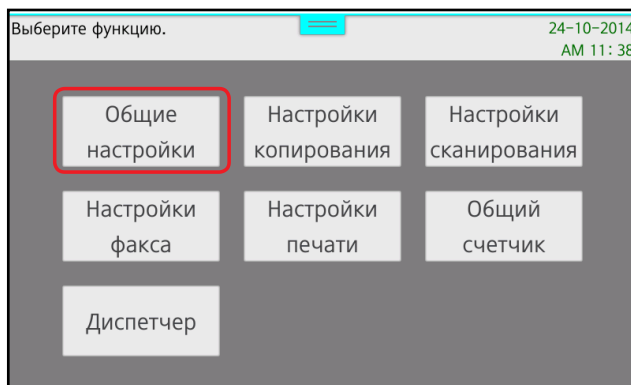 Выберите функцию.
24-10-2014
AM 11:38
Общие
настройки
Настройки
копирования
Настройки
сканирования
Настройки
факса
Настройки
печати
Общий
счетчик
Диспетчер